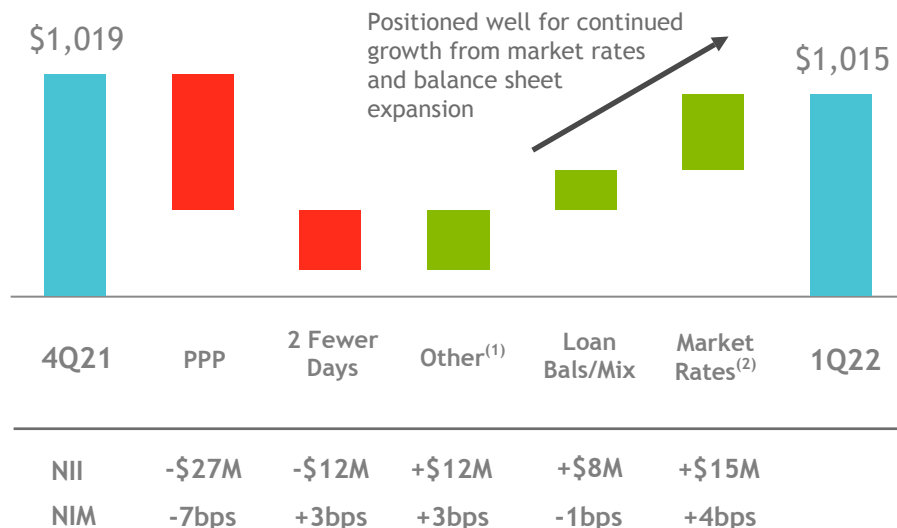 Positioned well for continued
growth from market rates
and balance sheet
expansion
$1,019
$1,015
4Q21
PPP
2 Fewer
Days
Other(1)
Loan
Bals/Mix
Market
Rates(2)
1Q22
NII -$27M -$12M +$12M +$8M +$15M
NIM -7bps +3bps +3bps -1bps +4bps